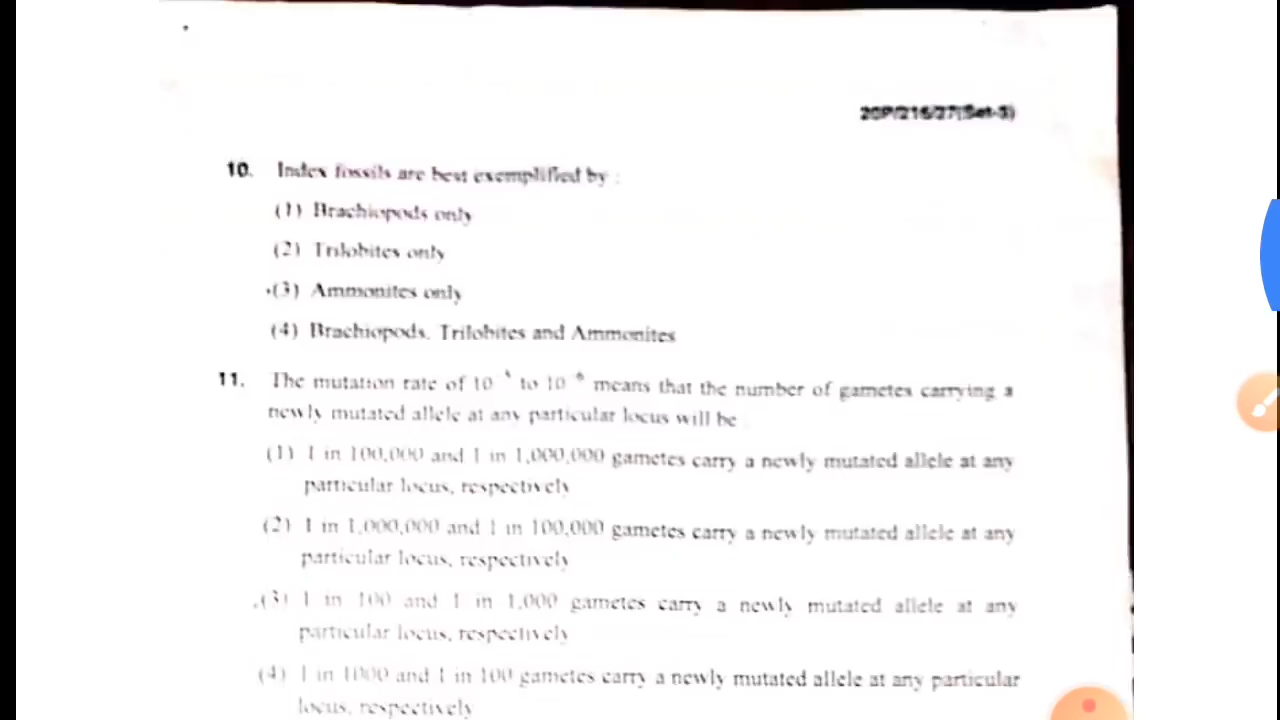 20P/216/27(Set-3)
10. Index fossils are best exemplified by :
(1) Brachiopods only
(2) Trilobites only
(3) Ammonites only
(4) Brachiopods, Trilobites and Ammonites
11. The mutation rate of 10 to 10 means that the number of gametes carrying a
newly mutated allele at any particular locus will be
(1) 1 in 100,000 and 1 in 1,000,000 gametes carry a newly mutated allele at any
particular locus, respectively
(2) 1 in 1,000,000 and 1 in 100,000 gametes carry a newly mutated allele at any
particular locus, respectively
(3) 1 in 100 and 1 in 1,000 gametes carry a newly mutated allele at any
particular locus, respectively
(4) 1 in 1000 and 1 in 100 gametes carry a newly mutated allele at any particular
locus, respectively